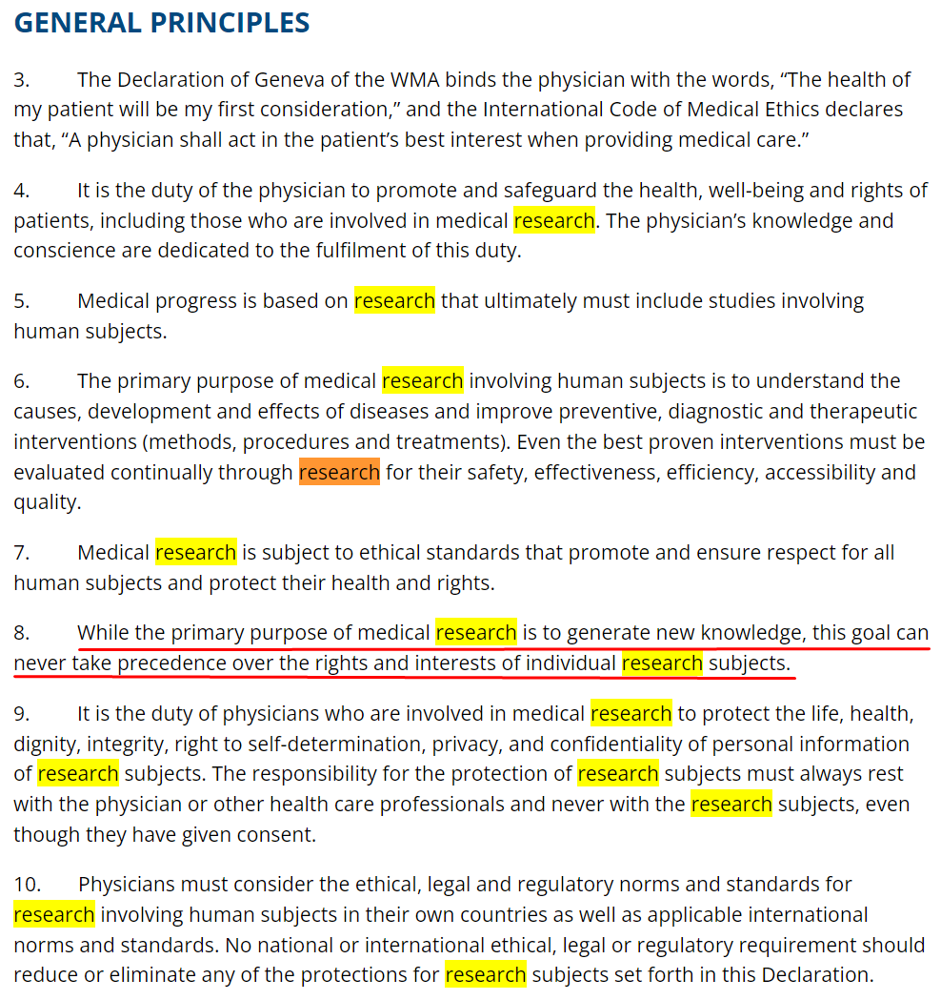 GENERAL PRINCIPLES
3. The Declaration of Geneva of the WMA binds the physician with the words, “The health of
my patient will be my first consideration,” and the International Code of Medical Ethics declares
that, “A physician shall act in the patient’s best interest when providing medical care.”
4. It is the duty of the physician to promote and safeguard the health, well-being and rights of
patients, including those who are involved in medical research. The physician’s knowledge and
conscience are dedicated to the fulfilment of this duty.
5. Medical progress is based on research that ultimately must include studies involving
human subjects.
6. The primary purpose of medical research involving human subjects is to understand the
causes, development and effects of diseases and improve preventive, diagnostic and therapeutic
interventions (methods, procedures and treatments). Even the best proven interventions must be
evaluated continually through research for their safety, effectiveness, efficiency, accessibility and
quality.
7. Medical research is subject to ethical standards that promote and ensure respect for all
human subjects and protect their health and rights.
8. While the primary purpose of medical research is to generate new knowledge, this goal can
never take precedence over the rights and interests of individual research subjects.
9. It is the duty of physicians who are involved in medical research to protect the life, health,
dignity, integrity, right to self-determination, privacy, and confidentiality of personal information
of research subjects. The responsibility for the protection of research subjects must always rest
with the physician or other health care professionals and never with the research subjects, even
though they have given consent.
10. Physicians must consider the ethical, legal and regulatory norms and standards for
research involving human subjects in their own countries as well as applicable international
norms and standards. No national or international ethical, legal or regulatory requirement should
reduce or eliminate any of the protections for research subjects set forth in this Declaration.